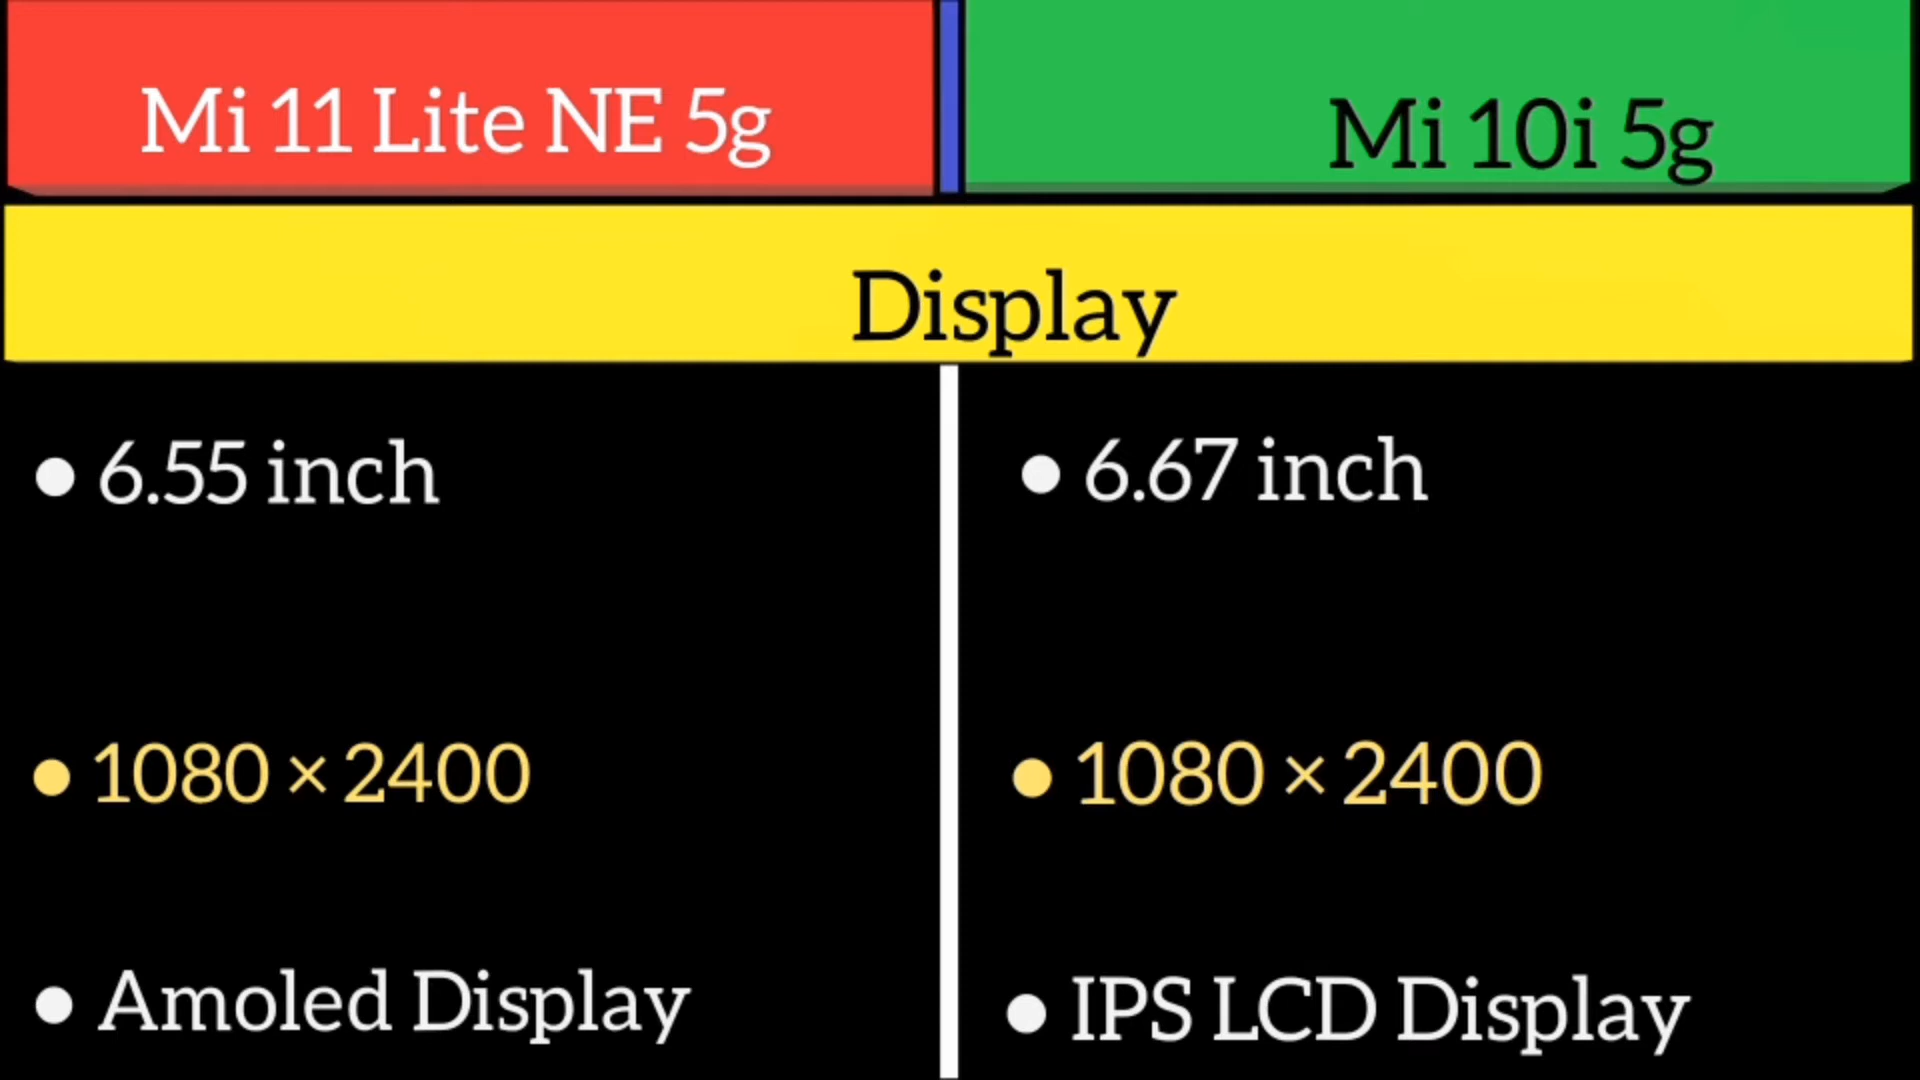 Mi 11 Lite NE 5g
Mi 10i 5g
Display
● 6.55 inch
● 6.67 inch
● 1080 × 2400
● 1080 × 2400
● Amoled Display
● IPS LCD Display